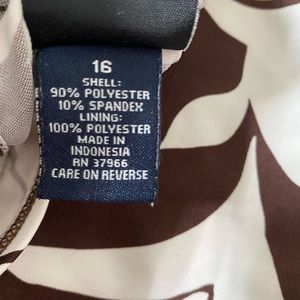 16
SHELL:
90% POLYESTER
10% SPANDEX
LINING:
100% POLYESTER
MADE IN
INDONESIA
RN 37966
CARE ON REVERSE